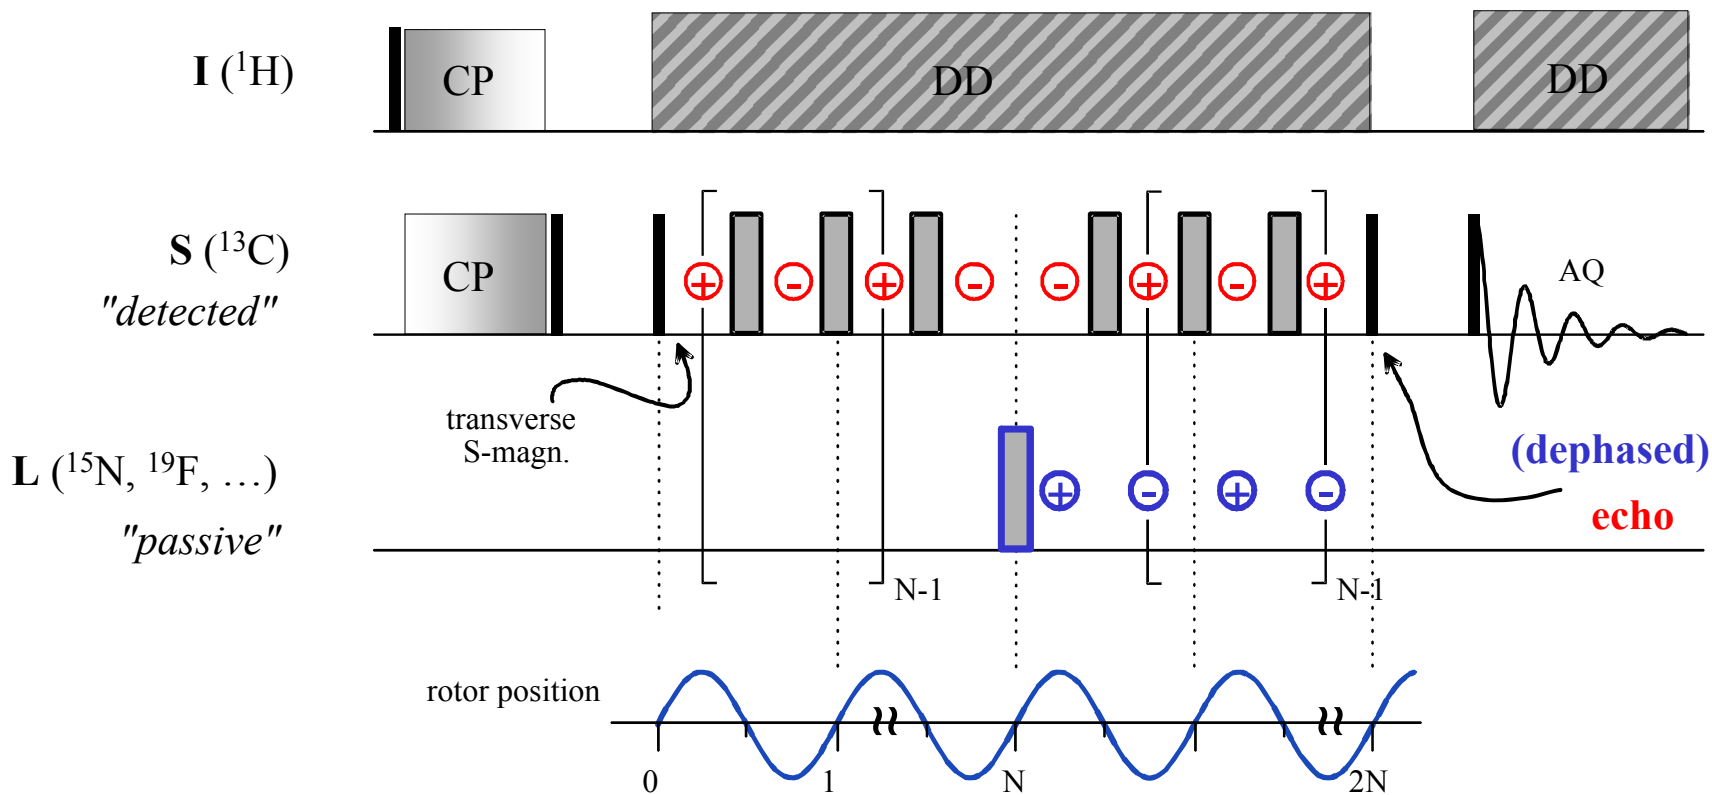 I (¹H)
CP
DD
DD
S (¹³C)
"detected"
CP
+ - + - - + - +
AQ
transverse
S-magn.
L (¹⁵N, ¹⁹F, …)
"passive"
+ - + -
(dephased)
echo
N-1
N-1
rotor position
0 1 N 2N